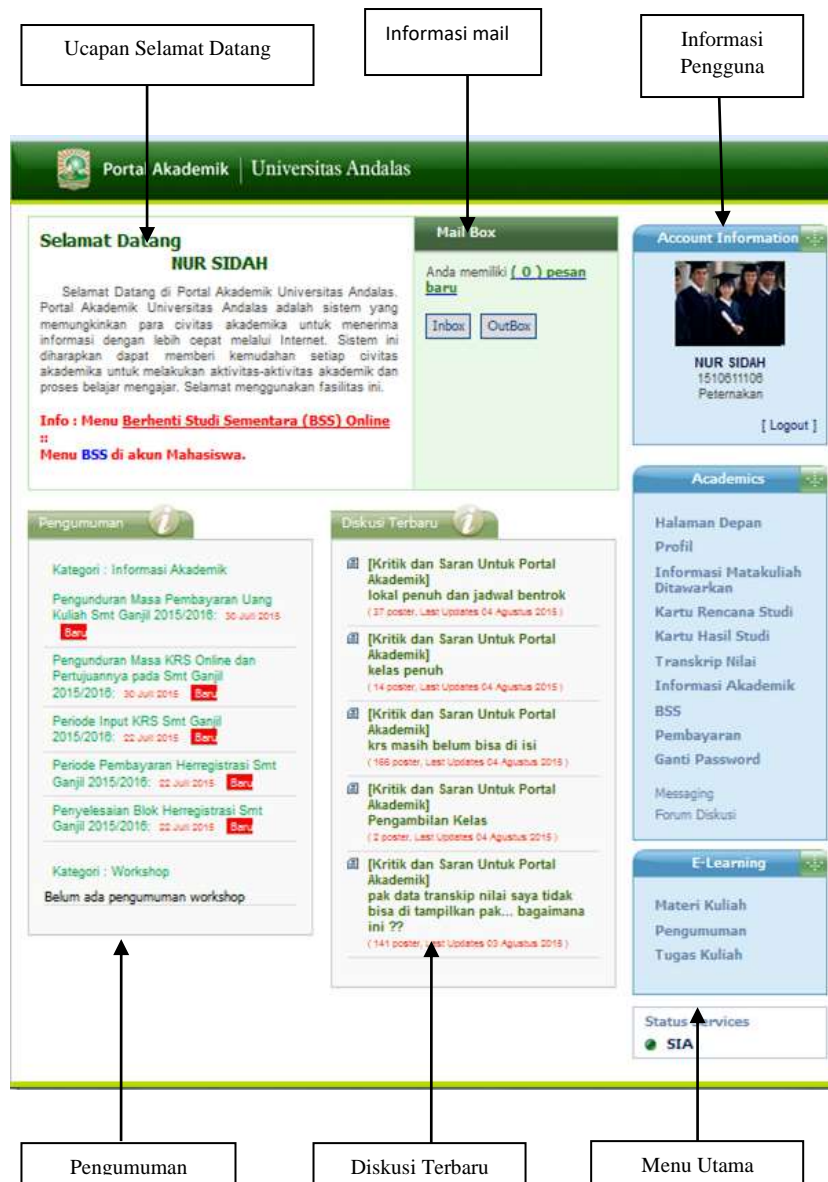 Ucapan Selamat Datang
Informasi mail
Informasi
Pengguna
Portal Akademik | Universitas Andalas
Selamat Datang
NUR SIDAH
Selamat Datang di Portal Akademik Universitas Andalas.
Portal Akademik Universitas Andalas adalah sistem yang
memungkinkan para civitas akademika untuk menerima
informasi dengan lebih cepat melalui Internet. Sistem ini
diharapkan dapat memberi kemudahan setiap civitas
akademika untuk melakukan aktivitas-aktivitas akademik dan
proses belajar mengajar. Selamat menggunakan fasilitas ini.
Info : Menu Berhenti Studi Sementara (BSS) Online
::
Menu BSS di akun Mahasiswa.
Mail Box
Anda memiliki ( 0 ) pesan
baru
Inbox OutBox
Account Information
NUR SIDAH
1510611106
Peternakan
[ Logout ]
Pengumuman
Kategori : Informasi Akademik
Pengunduran Masa Pembayaran Uang
Kuliah Smt Ganjil 2015/2016: 30 Juli 2015
Baru
Pengunduran Masa KRS Online dan
Pertujuannya pada Smt Ganjil
2015/2016: 30 Juli 2015 Baru
Periode Input KRS Smt Ganjil
2015/2016: 22 Juli 2015 Baru
Periode Pembayaran Herregistrasi Smt
Ganjil 2015/2016: 22 Juli 2015 Baru
Penyelesaian Blok Herregistrasi Smt
Ganjil 2015/2016: 22 Juli 2015 Baru
Kategori : Workshop
Belum ada pengumuman workshop
Diskusi Terbaru
[Kritik dan Saran Untuk Portal
Akademik]
lokal penuh dan jadwal bentrok
( 37 poster, Last Updates 04 Agustus 2015 )
[Kritik dan Saran Untuk Portal
Akademik]
kelas penuh
( 14 poster, Last Updates 04 Agustus 2015 )
[Kritik dan Saran Untuk Portal
Akademik]
krs masih belum bisa di isi
( 166 poster, Last Updates 04 Agustus 2015 )
[Kritik dan Saran Untuk Portal
Akademik]
Pengambilan Kelas
( 2 poster, Last Updates 04 Agustus 2015 )
[Kritik dan Saran Untuk Portal
Akademik]
pak data transkip nilai saya tidak
bisa di tampilkan pak... bagaimana
ini ??
( 141 poster, Last Updates 03 Agustus 2015 )
Academics
Halaman Depan
Profil
Informasi Matakuliah
Ditawarkan
Kartu Rencana Studi
Kartu Hasil Studi
Transkrip Nilai
Informasi Akademik
BSS
Pembayaran
Ganti Password
Messaging
Forum Diskusi
E-Learning
Materi Kuliah
Pengumuman
Tugas Kuliah
Status Services
SIA
Pengumuman
Diskusi Terbaru
Menu Utama